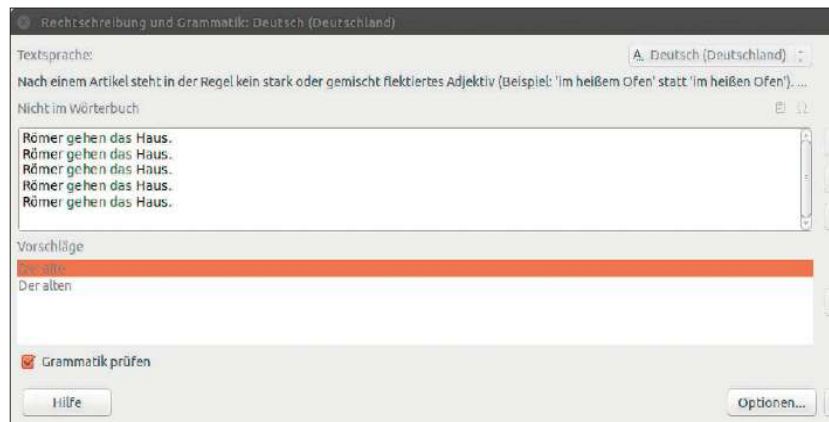 Rechtschreibung und Grammatik: Deutsch (Deutschland)
Textsprache:
Deutsch (Deutschland)
Nach einem Artikel steht in der Regel kein stark oder gemischt flektiertes Adjektiv (Beispiel: 'im heißem Ofen' statt 'im heißen Ofen'). ...
Nicht im Wörterbuch
Römer gehen das Haus.
Römer gehen das Haus.
Römer gehen das Haus.
Römer gehen das Haus.
Römer gehen das Haus.
Vorschläge
Der alte
Der alten
Grammatik prüfen
Hilfe
Optionen...